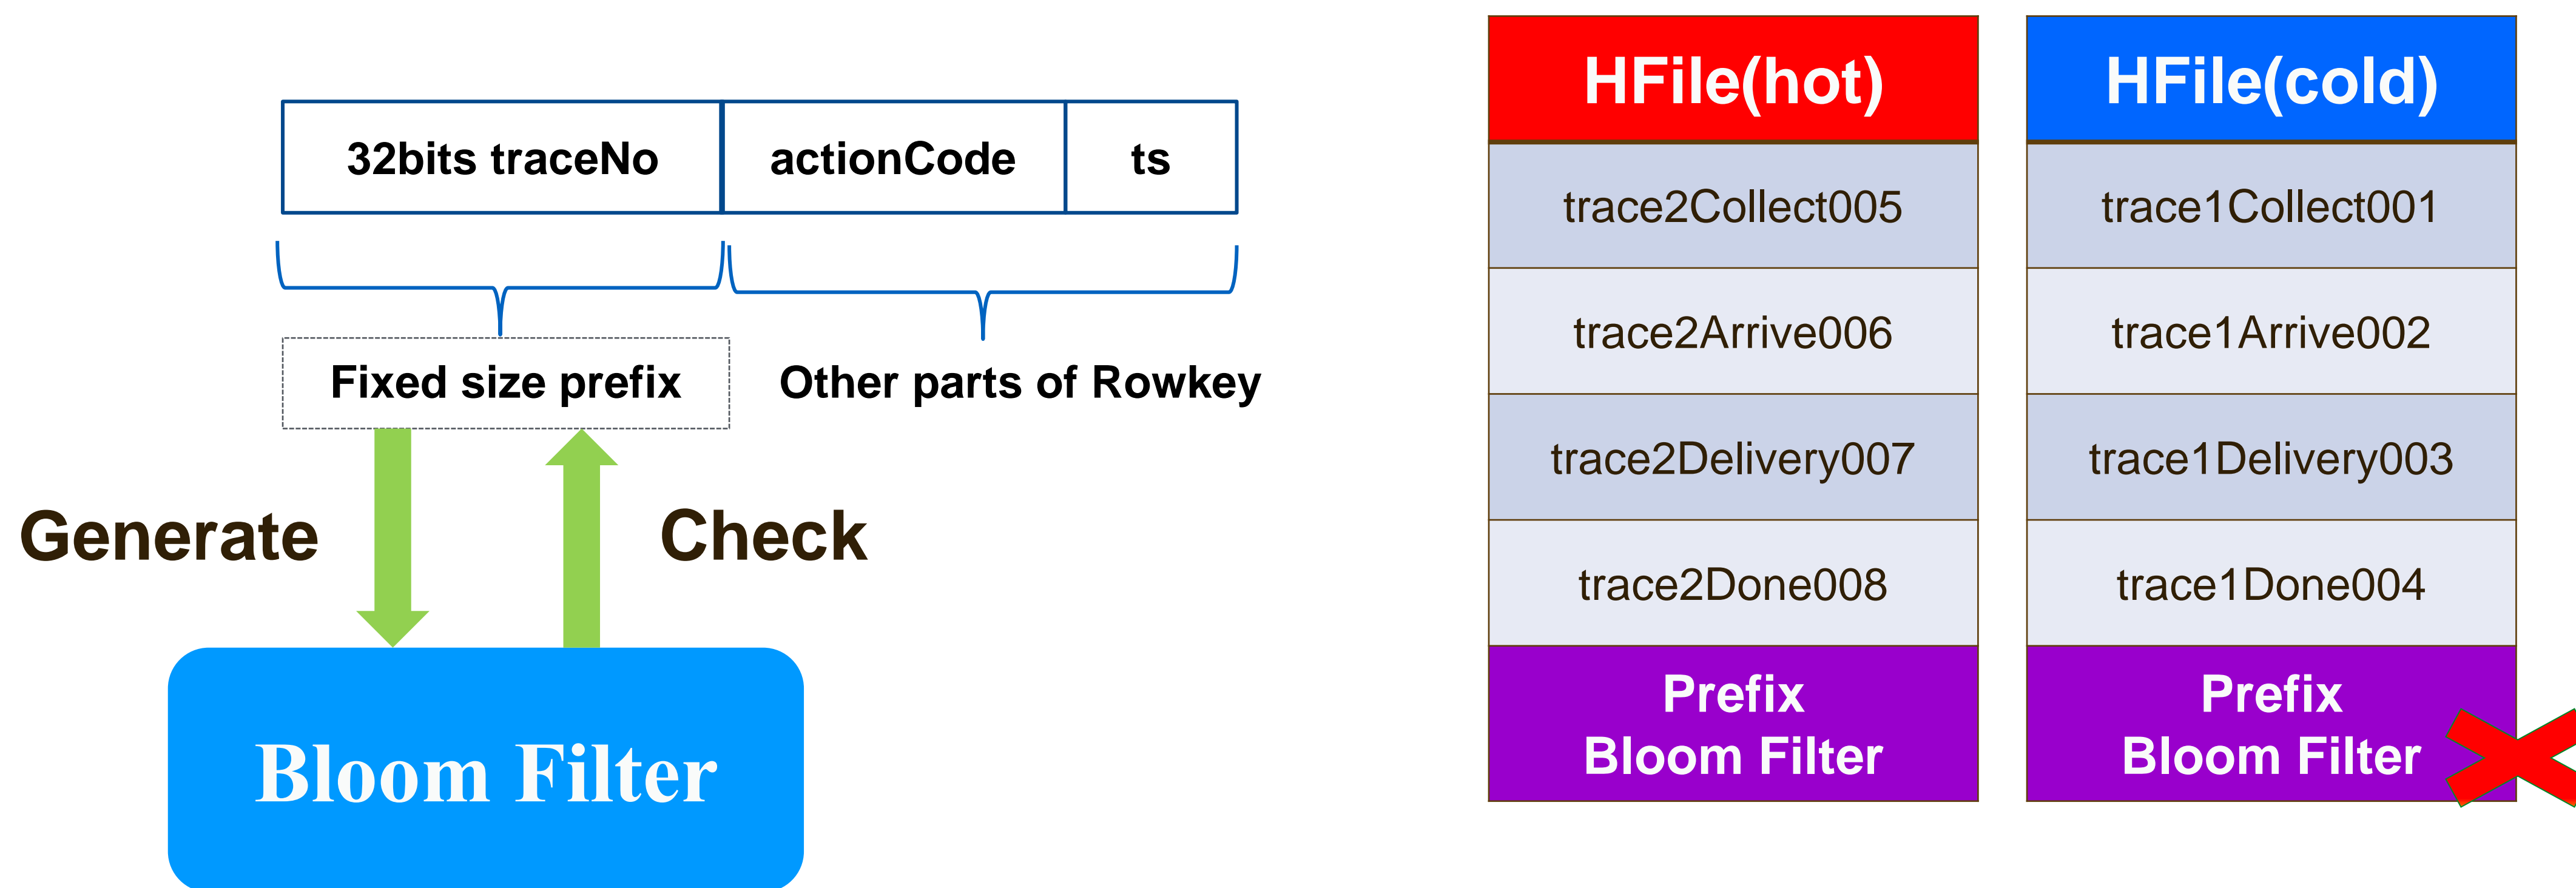 32bits traceNo
actionCode
ts
Fixed size prefix
Other parts of Rowkey
Generate
Check
Bloom Filter
HFile(hot)
trace2Collect005
trace2Arrive006
trace2Delivery007
trace2Done008
Prefix
Bloom Filter
HFile(cold)
trace1Collect001
trace1Arrive002
trace1Delivery003
trace1Done004
Prefix
Bloom Filter